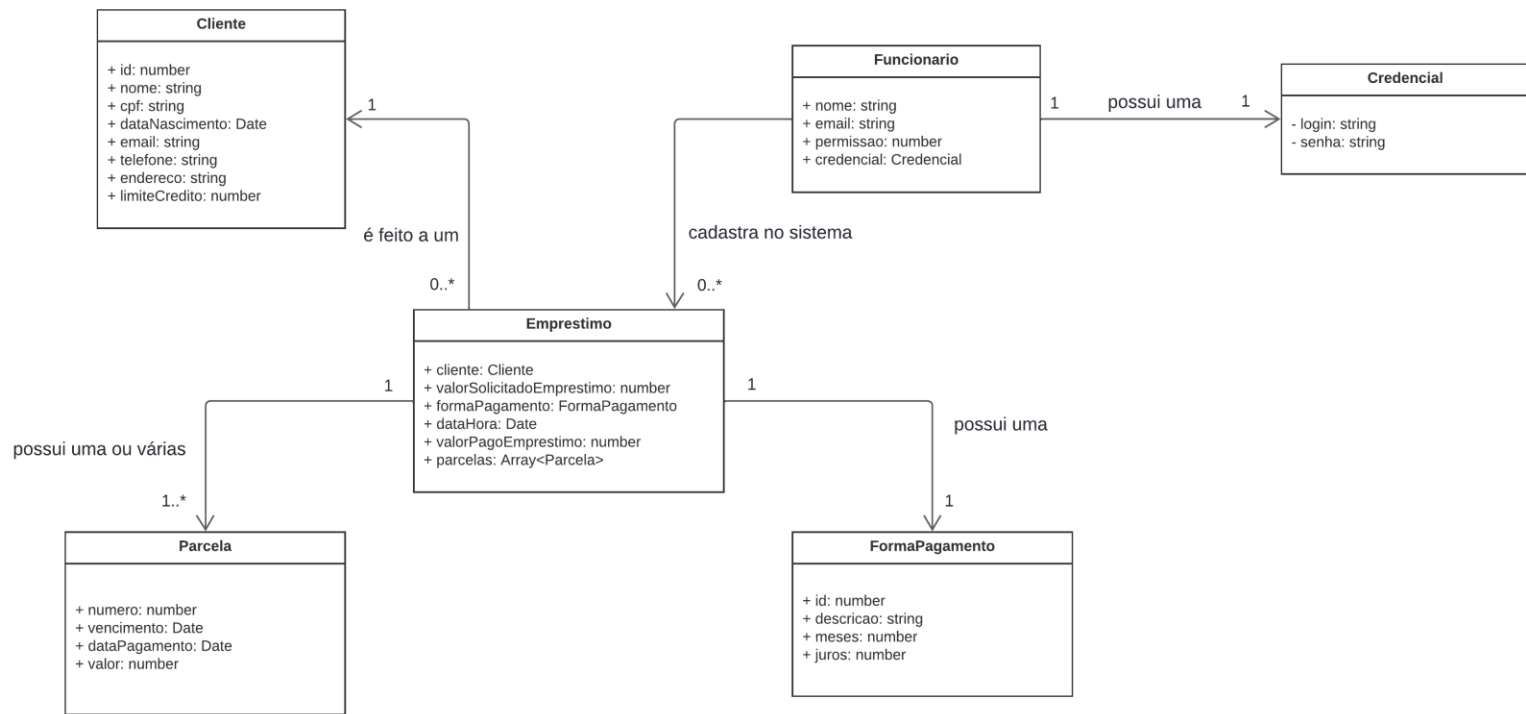 Cliente
+ id: number
+ nome: string
+ cpf: string
+ dataNascimento: Date
+ email: string
+ telefone: string
+ endereco: string
+ limiteCredito: number
1
é feito a um
0..*
Funcionario
+ nome: string
+ email: string
+ permissao: number
+ credencial: Credencial
1
possui uma
1
Credencial
- login: string
- senha: string
cadastra no sistema
0..*
Emprestimo
+ cliente: Cliente
+ valorSolicitadoEmprestimo: number
+ formaPagamento: FormaPagamento
+ dataHora: Date
+ valorPagoEmprestimo: number
+ parcelas: Array<Parcela>
1
possui uma ou várias
1..*
Parcela
+ numero: number
+ vencimento: Date
+ dataPagamento: Date
+ valor: number
1
possui uma
1
FormaPagamento
+ id: number
+ descricao: string
+ meses: number
+ juros: number